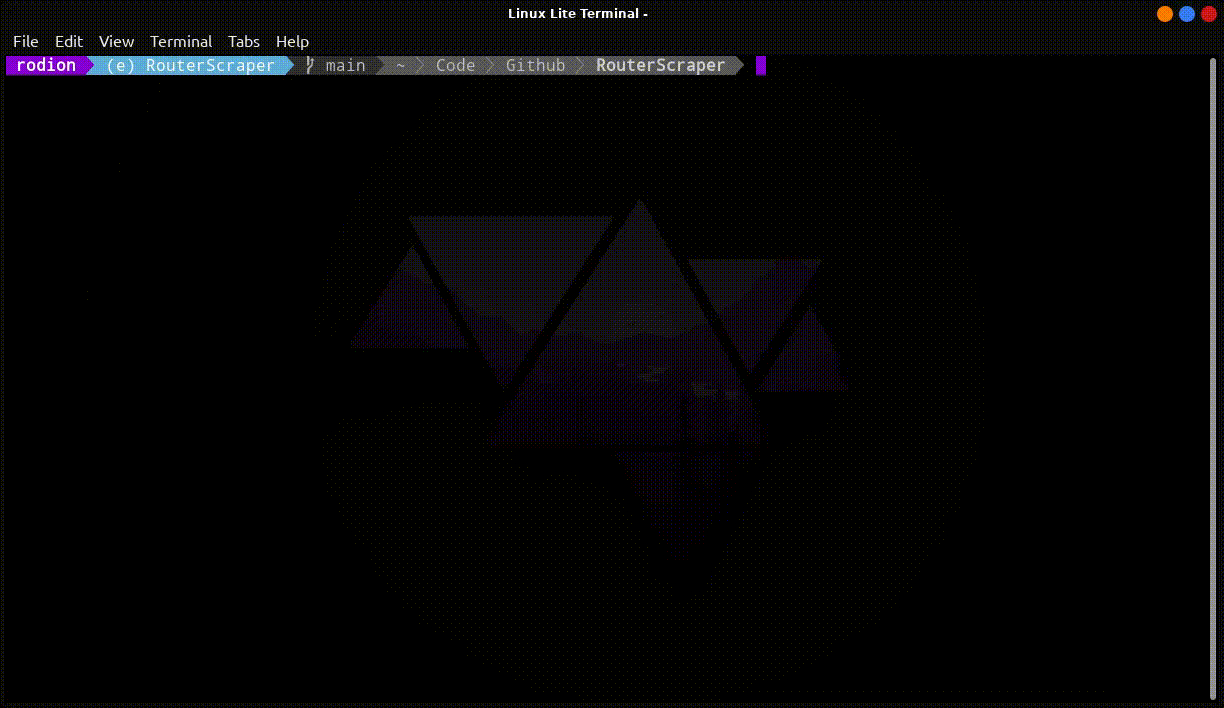 Linux Lite Terminal -
File Edit View Terminal Tabs Help
rodion (e) RouterScraper main ~ Code Github RouterScraper